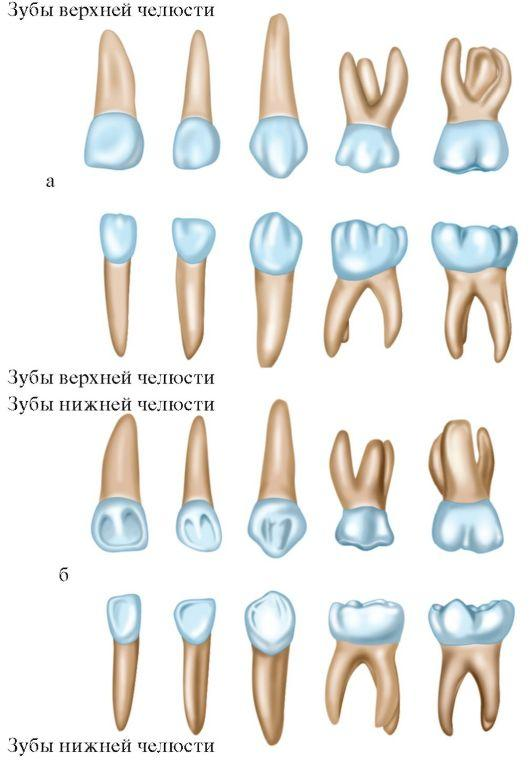 Зубы верхней челюсти
а
Зубы верхней челюсти
Зубы нижней челюсти
б
Зубы нижней челюсти